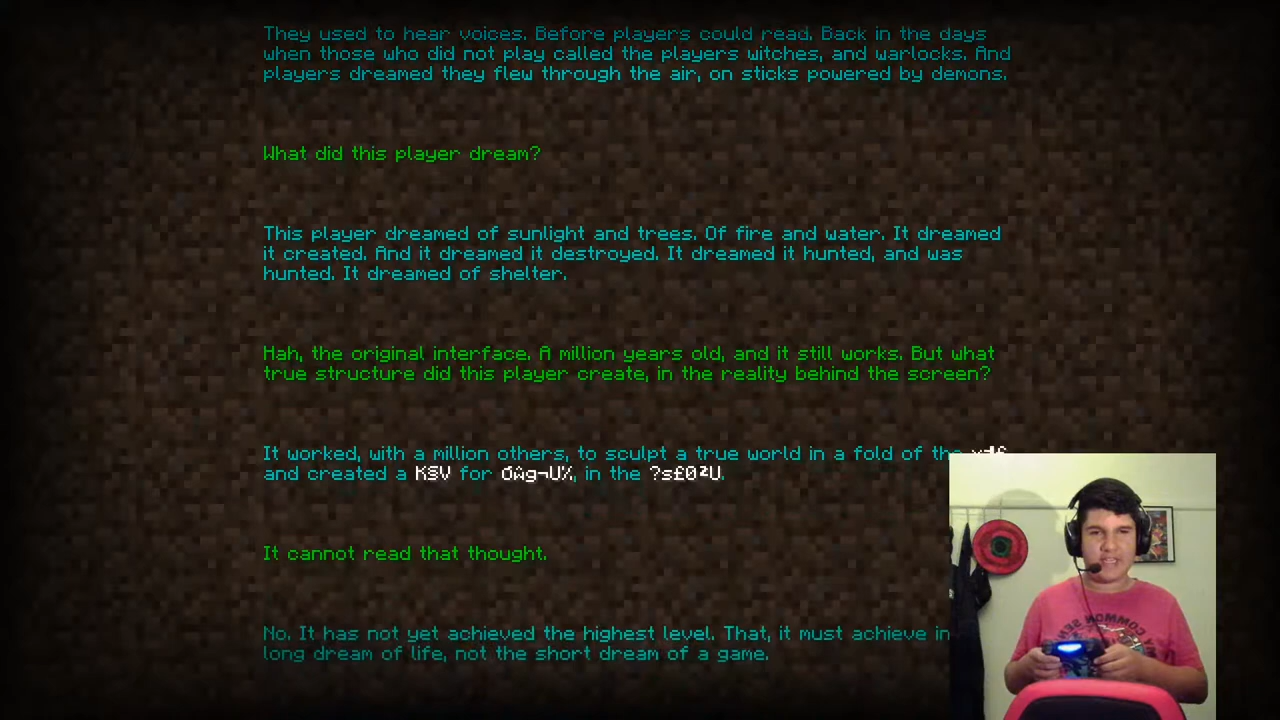 They used to hear voices. Before players could read. Back in the days
when those who did not play called the players witches, and warlocks. And
players dreamed they flew through the air, on sticks powered by demons.
What did this player dream?
This player dreamed of sunlight and trees. Of fire and water. It dreamed
it created. And it dreamed it destroyed. It dreamed it hunted, and was
hunted. It dreamed of shelter.
Hah, the original interface. A million years old, and it still works. But what
true structure did this player create, in the reality behind the screen?
It worked, with a million others, to sculpt a true world in a fold of the
and created a K§V for in the
It cannot read that thought.
No. It has not yet achieved the highest level. That, it must achieve in
long dream of life, not the short dream of a game.
COMMON SEN